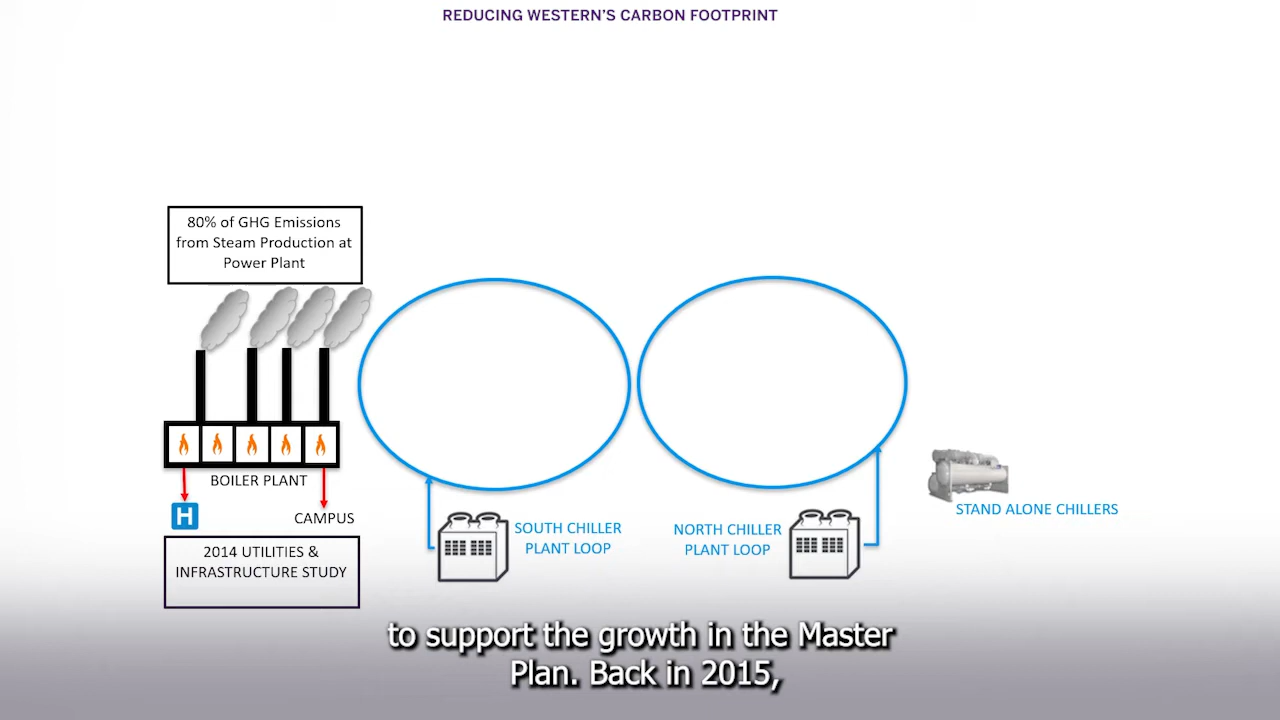 REDUCING WESTERN'S CARBON FOOTPRINT
80% of GHG Emissions
from Steam Production at
Power Plant
BOILER PLANT
H
CAMPUS
2014 UTILITIES &
INFRASTRUCTURE STUDY
SOUTH CHILLER
PLANT LOOP
NORTH CHILLER
PLANT LOOP
STAND ALONE CHILLERS
to support the growth in the Master
Plan. Back in 2015,